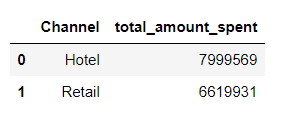 Channel total_amount_spent
0 Hotel 7999569
1 Retail 6619931